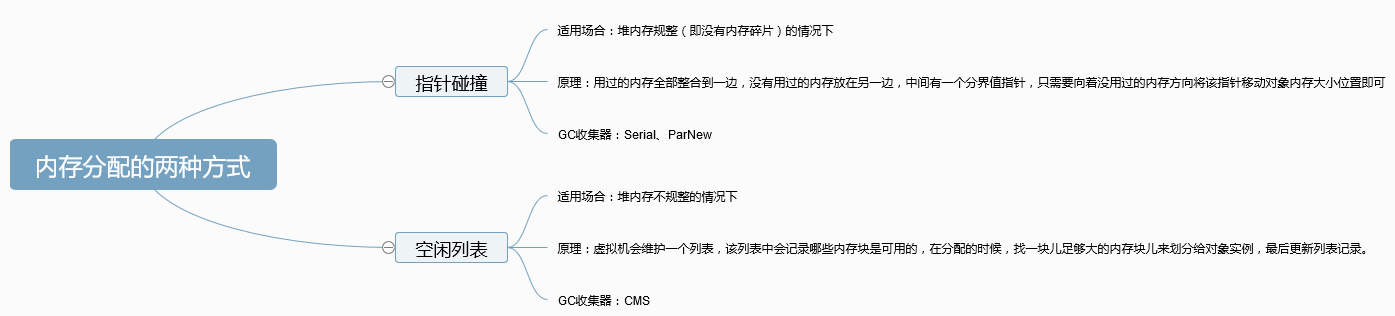 内存分配的两种方式
指针碰撞
适用场合：堆内存规整（即没有内存碎片）的情况下
原理：用过的内存全部整合到一边，没有用过的内存放在另一边，中间有一个分界值指针，只需要向着没用过的内存方向将该指针移动对象内存大小位置即可
GC收集器：Serial、ParNew
空闲列表
适用场合：堆内存不规整的情况下
原理：虚拟机会维护一个列表，该列表中会记录哪些内存块是可用的，在分配的时候，找一块儿足够大的内存块儿来划分给对象实例，最后更新列表记录。
GC收集器：CMS